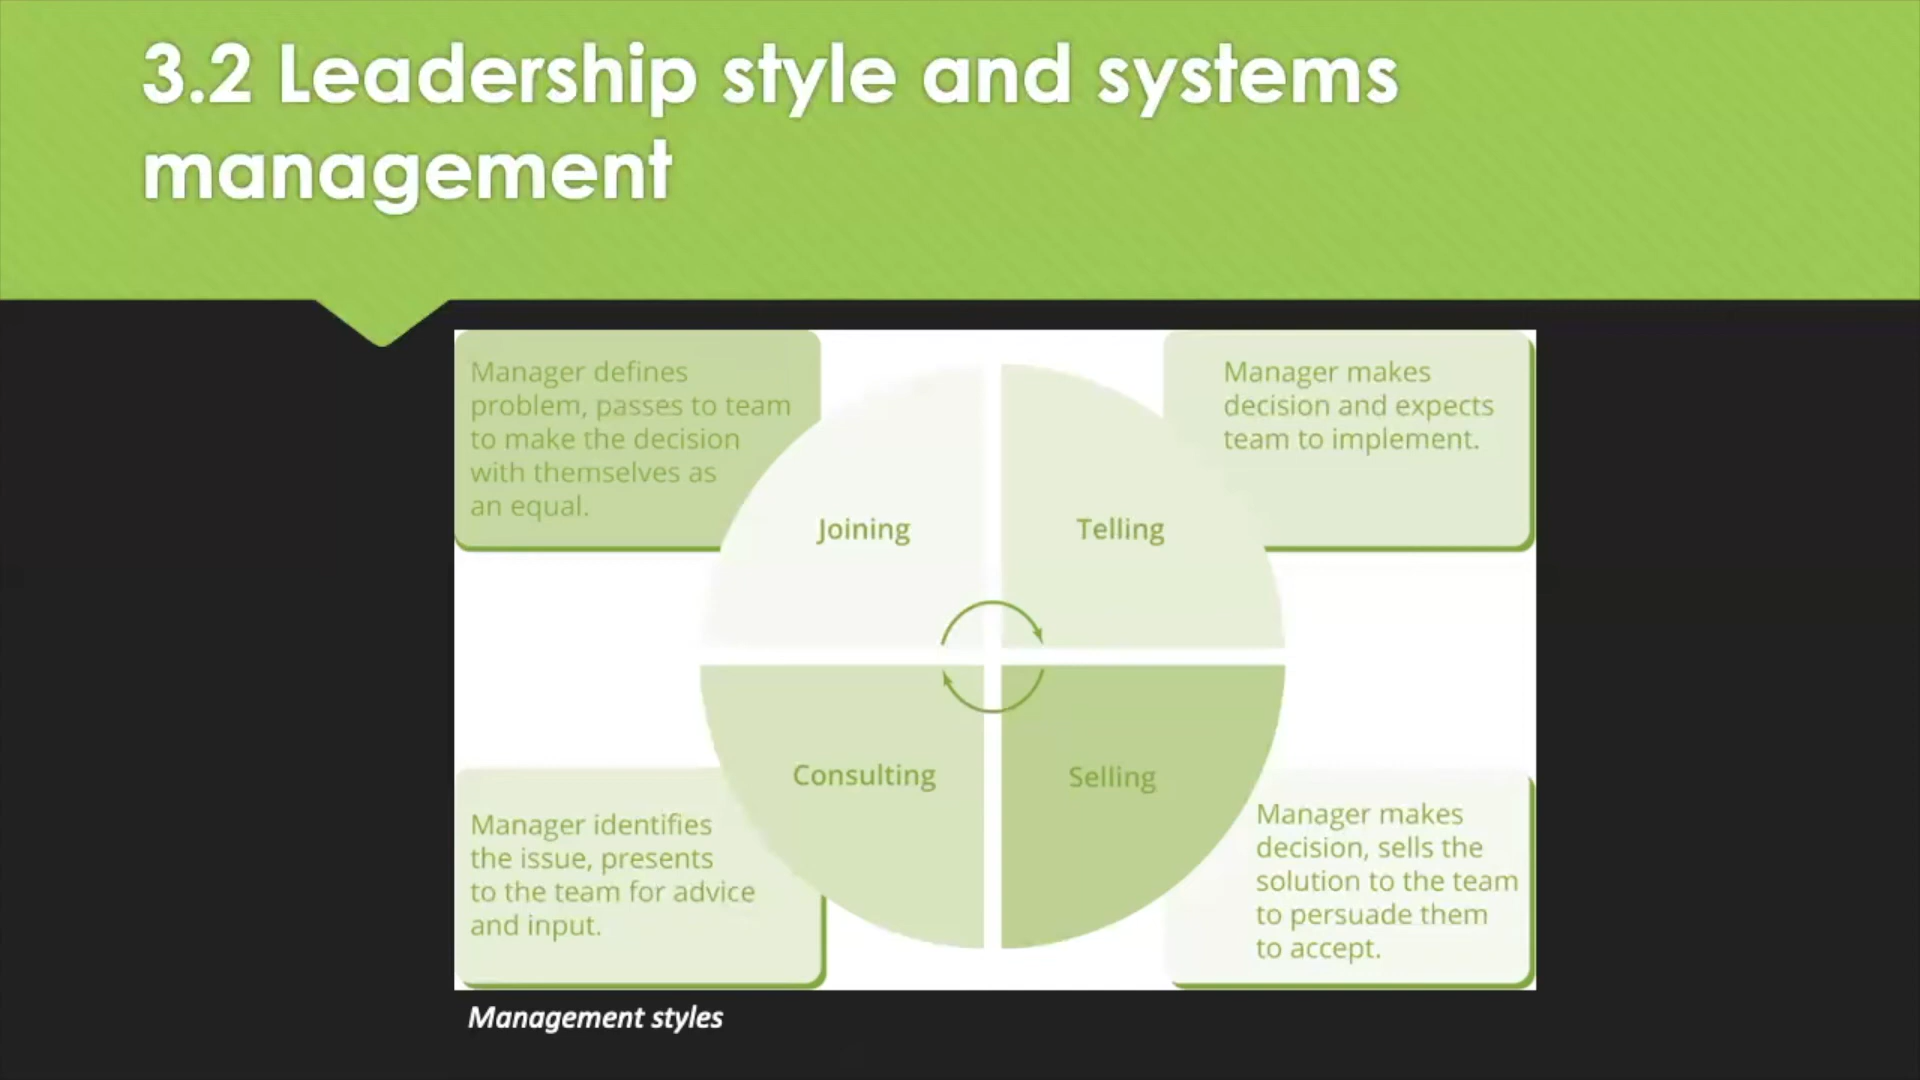 3.2 Leadership style and systems
management
Manager defines
problem, passes to team
to make the decision
with themselves as
an equal.
Manager makes
decision and expects
team to implement.
Joining
Telling
Consulting
Selling
Manager identifies
the issue, presents
to the team for advice
and input.
Manager makes
decision, sells the
solution to the team
to persuade them
to accept.
Management styles